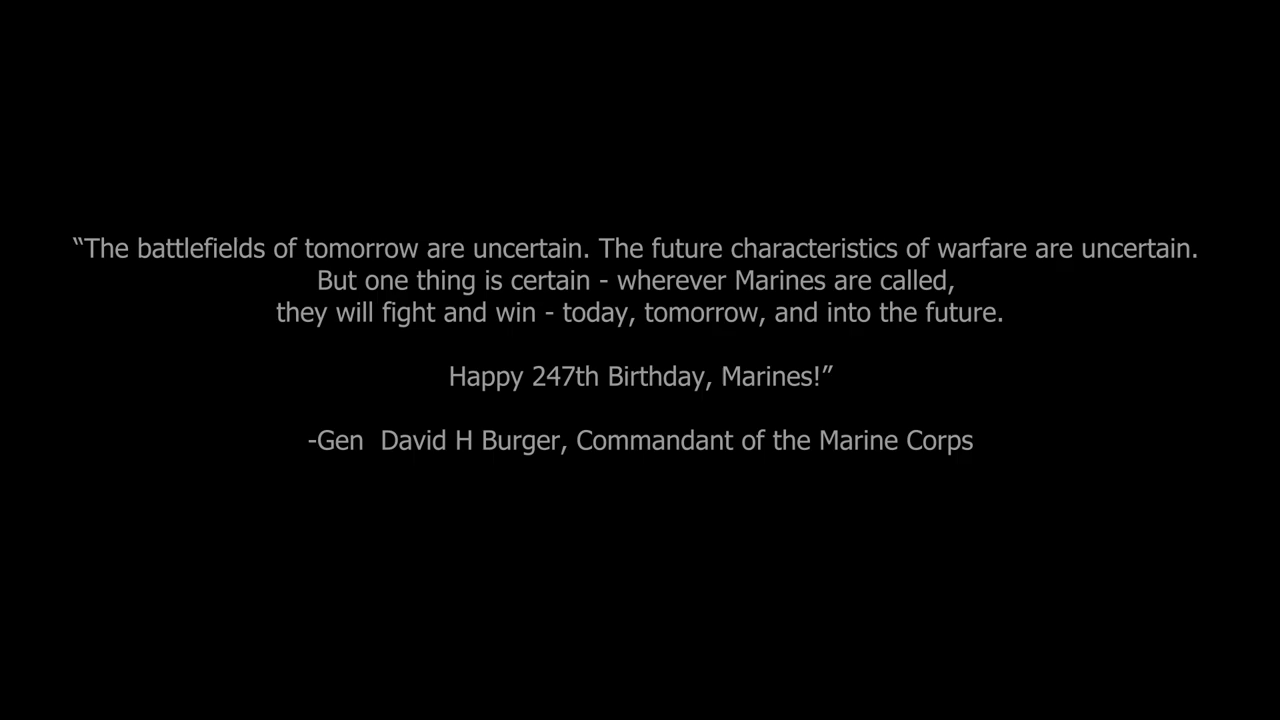 “The battlefields of tomorrow are uncertain. The future characteristics of warfare are uncertain.
But one thing is certain - wherever Marines are called,
they will fight and win - today, tomorrow, and into the future.
Happy 247th Birthday, Marines!”
-Gen  David H Burger, Commandant of the Marine Corps